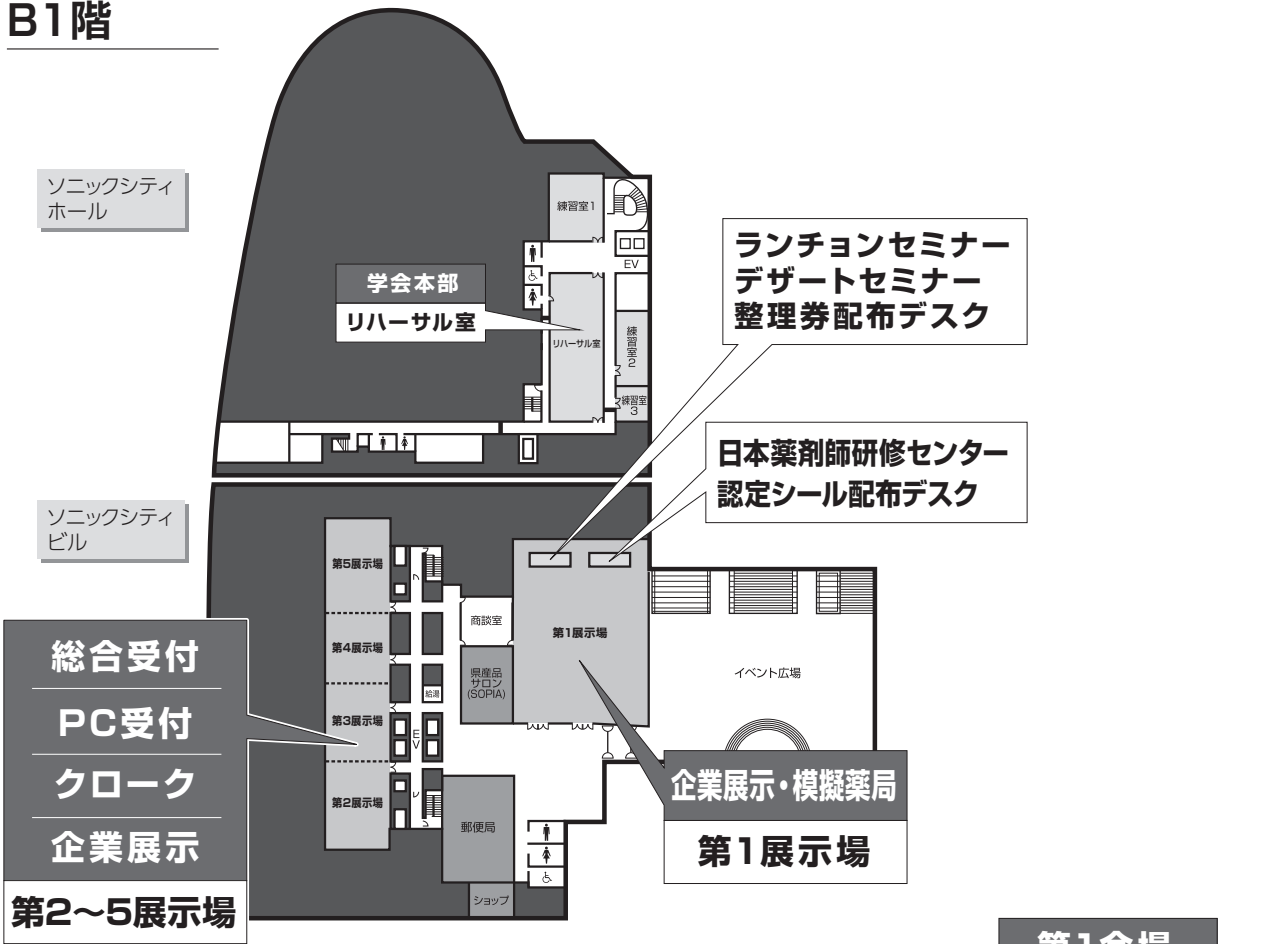 B1階
ソニックシティ
ホール
練習室1
EV
学会本部
リハーサル室
リハーサル室
練習室2
練習室
3
ランチョンセミナー
デザートセミナー
整理券配布デスク
日本薬剤師研修センター
認定シール配布デスク
ソニックシティ
ビル
第5展示場
第4展示場
第3展示場
第2展示場
商談室
県産品
サロン
(SOPIA)
給湯
EV
第1展示場
イベント広場
総合受付
PC受付
クローク
企業展示
第2～5展示場
企業展示・模擬薬局
第1展示場
郵便局
ショップ
第1会場